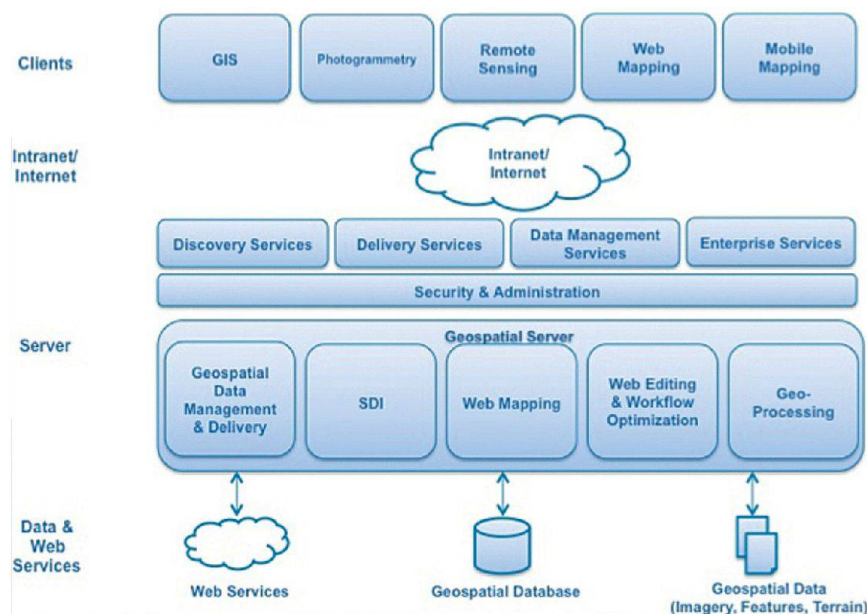 Clients
GIS
Photogrammetry
Remote
Sensing
Web
Mapping
Mobile
Mapping
Intranet/
Internet
Intranet/
Internet
Discovery Services
Delivery Services
Data Management
Services
Enterprise Services
Security & Administration
Server
Geospatial Server
Geospatial
Data
Management
& Delivery
SDI
Web Mapping
Web Editing
& Workflow
Optimization
Geo-
Processing
Data &
Web
Services
Web Services
Geospatial Database
Geospatial Data
(Imagery, Features, Terrain)